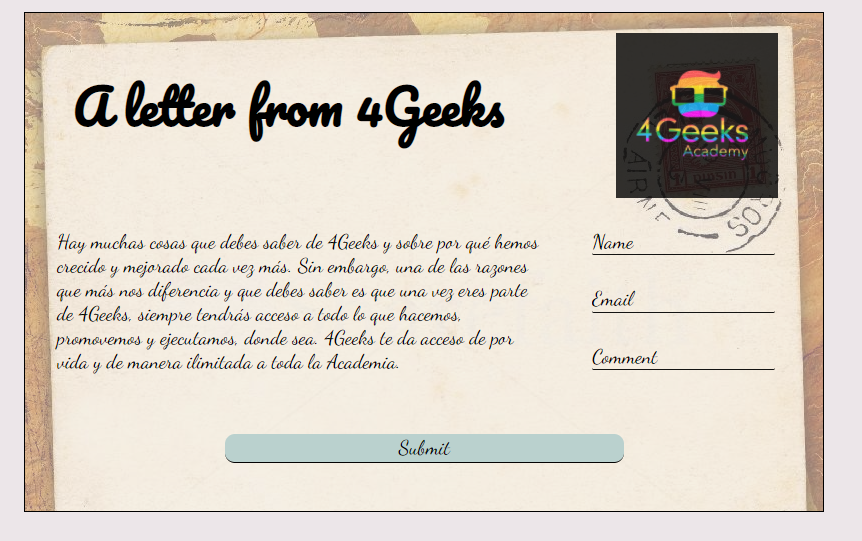 A letter from 4Geeks
4Geeks
Academy
Hay muchas cosas que debes saber de 4Geeks y sobre por qué hemos
crecido y mejorado cada vez más. Sin embargo, una de las razones
que más nos diferencia y que debes saber es que una vez eres parte
de 4Geeks, siempre tendrás acceso a todo lo que hacemos,
promovemos y ejecutamos, donde sea. 4Geeks te da acceso de por
vida y de manera ilimitada a toda la Academia.
Name
Email
Comment
Submit